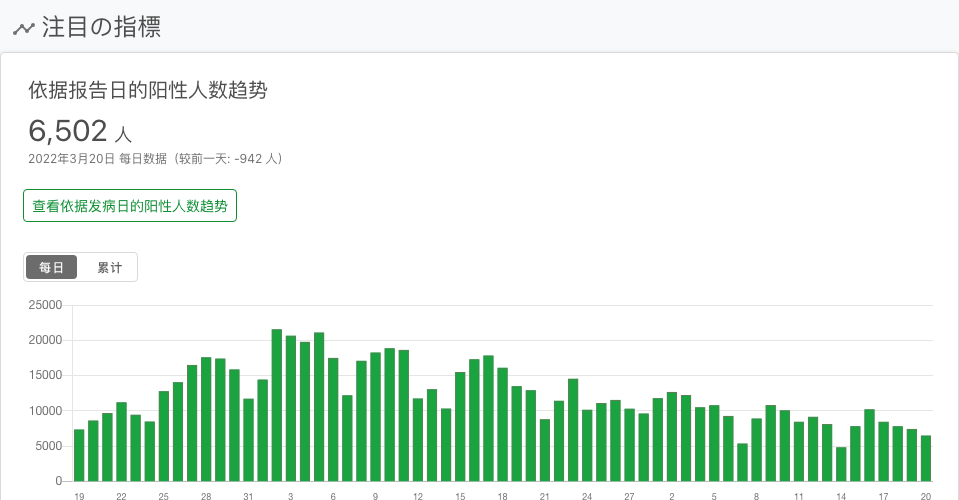 注目の指標
依据报告日的阳性人数趋势
6,502 人
2022年3月20日 每日数据（较前一天: -942 人）
查看依据发病日的阳性人数趋势
每日 累计
25000
20000
15000
10000
5000
0
19 22 25 28 31 3 6 9 12 15 18 21 24 27 2 5 8 11 14 17 20